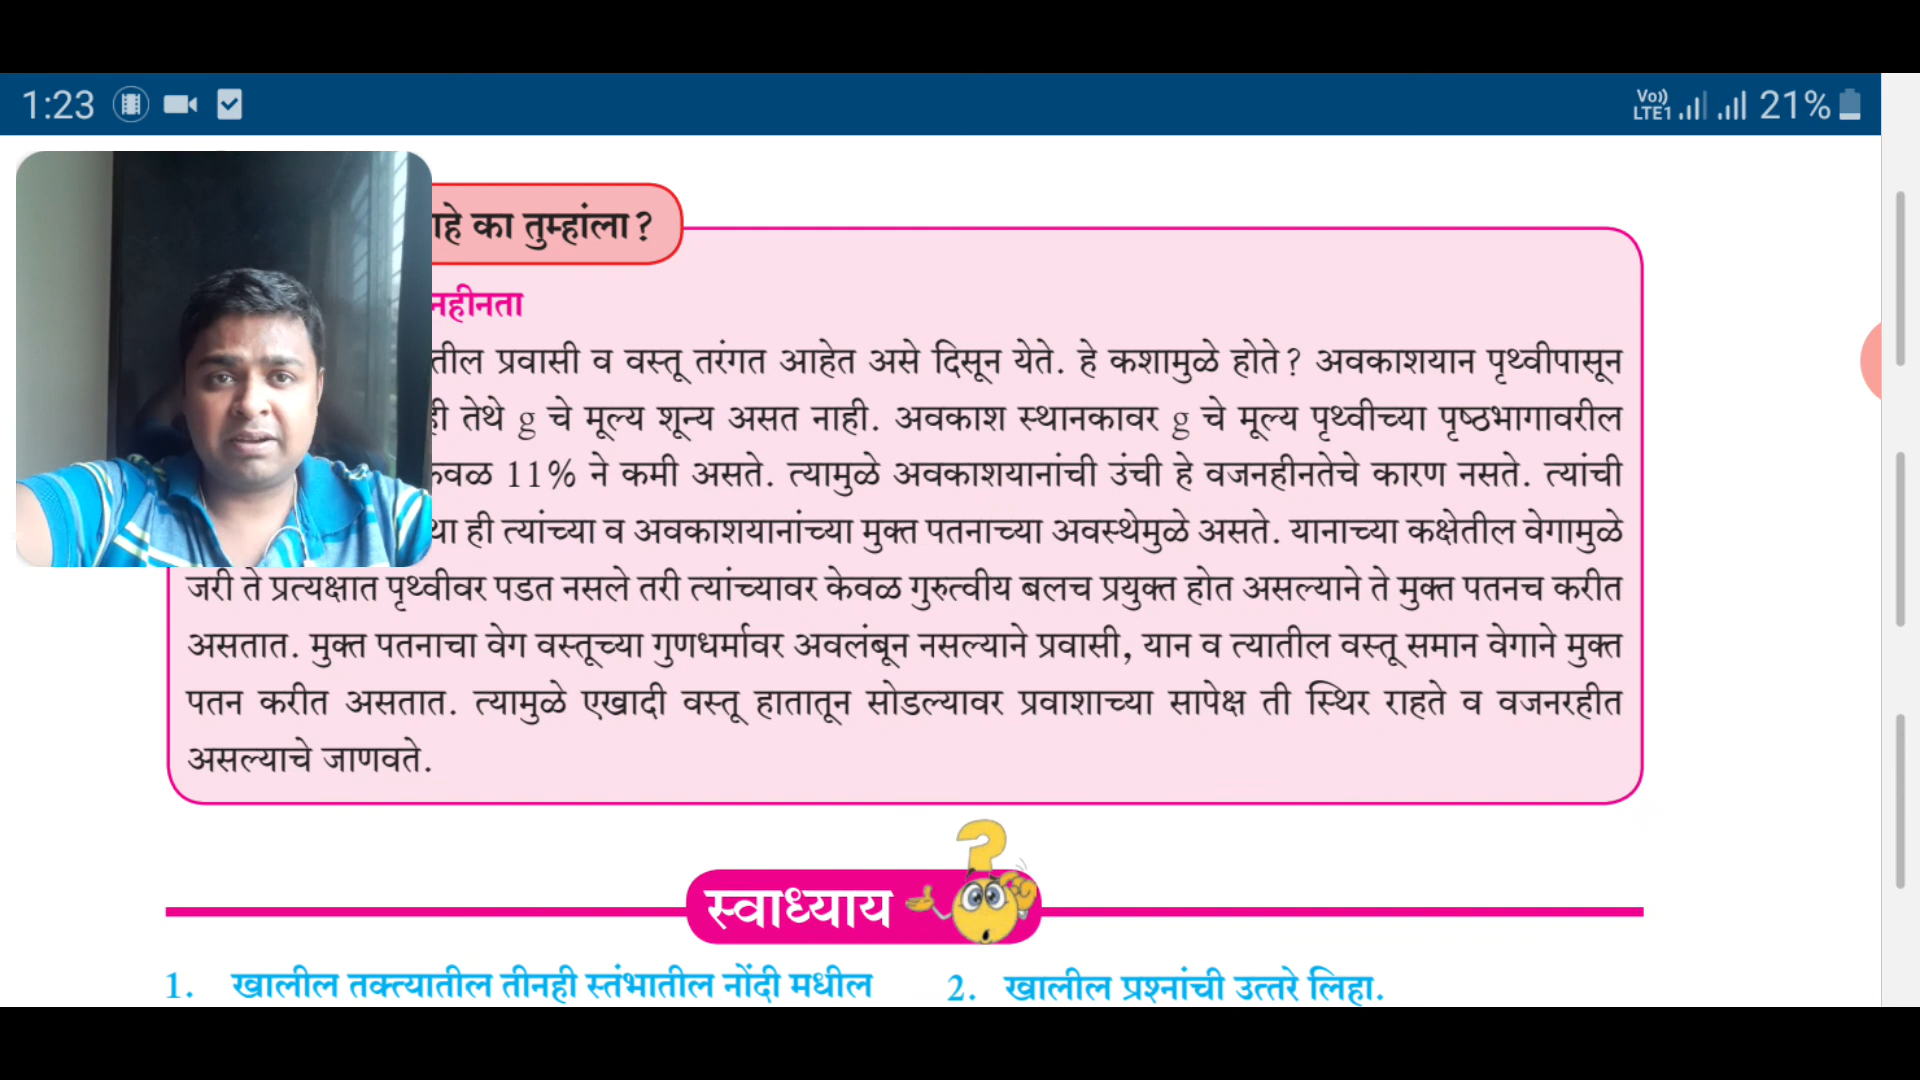 1:23
Vo)) LTE1 21%
का तुम्हांला?
प्रवासी व वस्तू तरंगत आहेत असे दिसून येते. हे कशामुळे होते? अवकाशयान पृथ्वीपासून
तेथे g चे मूल्य शून्य असत नाही. अवकाश स्थानकावर g चे मूल्य पृथ्वीच्या पृष्ठभागावरील
11% ने कमी असते. त्यामुळे अवकाशयानांची उंची हे वजनहीनतेचे कारण नसते. त्यांची
ही त्यांच्या व अवकाशयानांच्या मुक्त पतनाच्या अवस्थेमुळे असते. यानाच्या कक्षेतील वेगामुळे
जरी ते प्रत्यक्षात पृथ्वीवर पडत नसले तरी त्यांच्यावर केवळ गुरुत्वीय बलच प्रयुक्त होत असल्याने ते मुक्त पतनच करीत
असतात. मुक्त पतनाचा वेग वस्तूच्या गुणधर्मावर अवलंबून नसल्याने प्रवासी, यान व त्यातील वस्तू समान वेगाने मुक्त
पतन करीत असतात. त्यामुळे एखादी वस्तू हातातून सोडल्यावर प्रवाशाच्या सापेक्ष ती स्थिर राहते व वजनरहीत
असल्याचे जाणवते.
स्वाध्याय
1. खालील तक्त्यातील तीनही स्तंभातील नोंदी मधील
2. खालील प्रश्नांची उत्तरे लिहा.